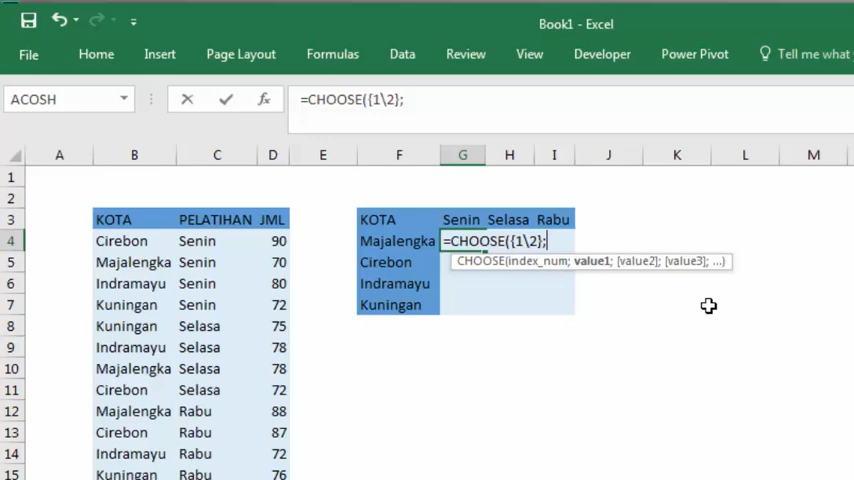 Book1 - Excel
File Home Insert Page Layout Formulas Data Review View Developer Power Pivot Tell me what
ACOSH fx =CHOOSE({1\2};
A B C D E F G H I J K L M
1
2
3 KOTA PELATIHAN JML KOTA Senin Selasa Rabu
4 Cirebon Senin 90 Majalengka =CHOOSE({1\2};
5 Majalengka Senin 70 Cirebon CHOOSE(index_num; value1; [value2]; [value3]; ...)
6 Indramayu Senin 80 Indramayu
7 Kuningan Senin 72 Kuningan
8 Kuningan Selasa 75
9 Indramayu Selasa 78
10 Majalengka Selasa 78
11 Cirebon Selasa 72
12 Majalengka Rabu 88
13 Cirebon Rabu 87
14 Indramayu Rabu 72
15 Kuningan Rabu 76